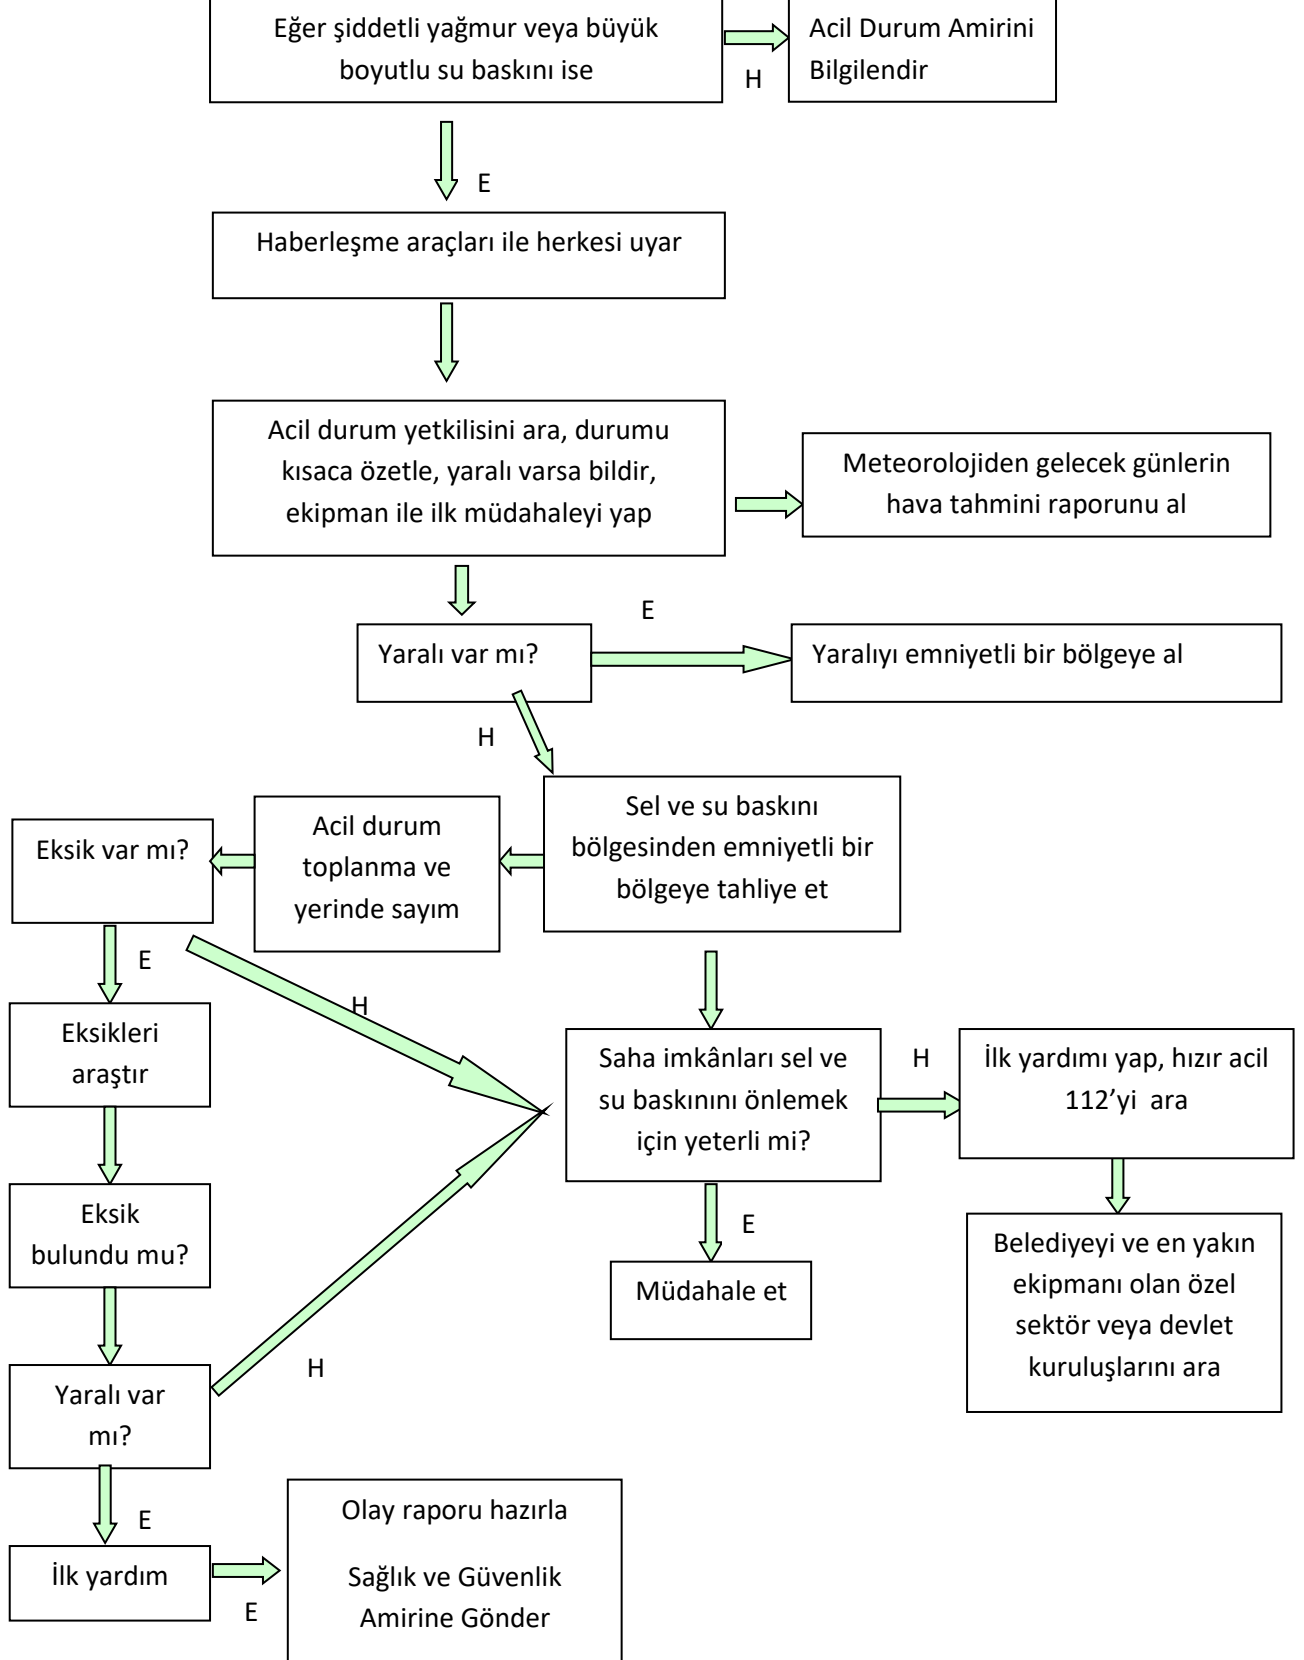 Eğer şiddetli yağmur veya büyük
boyutlu su baskını ise
H
Acil Durum Amirini
Bilgilendir
E
Haberleşme araçları ile herkesi uyar
Acil durum yetkilisini ara, durumu
kısaca özetle, yaralı varsa bildir,
ekipman ile ilk müdahaleyi yap
Meteorolojiden gelecek günlerin
hava tahmini raporunu al
Yaralı var mı?
E
Yaralıyı emniyetli bir bölgeye al
H
Sel ve su baskını
bölgesinden emniyetli bir
bölgeye tahliye et
Acil durum
toplanma ve
yerinde sayım
Eksik var mı?
E
H
Eksikleri
araştır
Eksik
bulundu mu?
Yaralı var
mı?
H
E
İlk yardım
E
Olay raporu hazırla
Sağlık ve Güvenlik
Amirine Gönder
Saha imkânları sel ve
su baskınını önlemek
için yeterli mi?
H
İlk yardımı yap, hızır acil
112’yi  ara
E
Müdahale et
Belediyeyi ve en yakın
ekipmanı olan özel
sektör veya devlet
kuruluşlarını ara